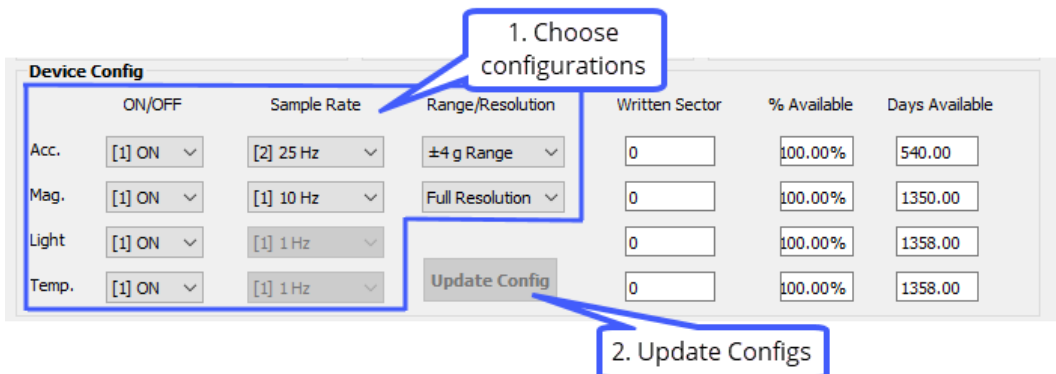 1. Choose
configurations
Device Config
ON/OFF Sample Rate Range/Resolution Written Sector % Available Days Available
Acc. [1] ON [2] 25 Hz ±4 g Range 0 100.00% 540.00
Mag. [1] ON [1] 10 Hz Full Resolution 0 100.00% 1350.00
Light [1] ON [1] 1 Hz 0 100.00% 1358.00
Temp. [1] ON [1] 1 Hz Update Config 0 100.00% 1358.00
2. Update Configs